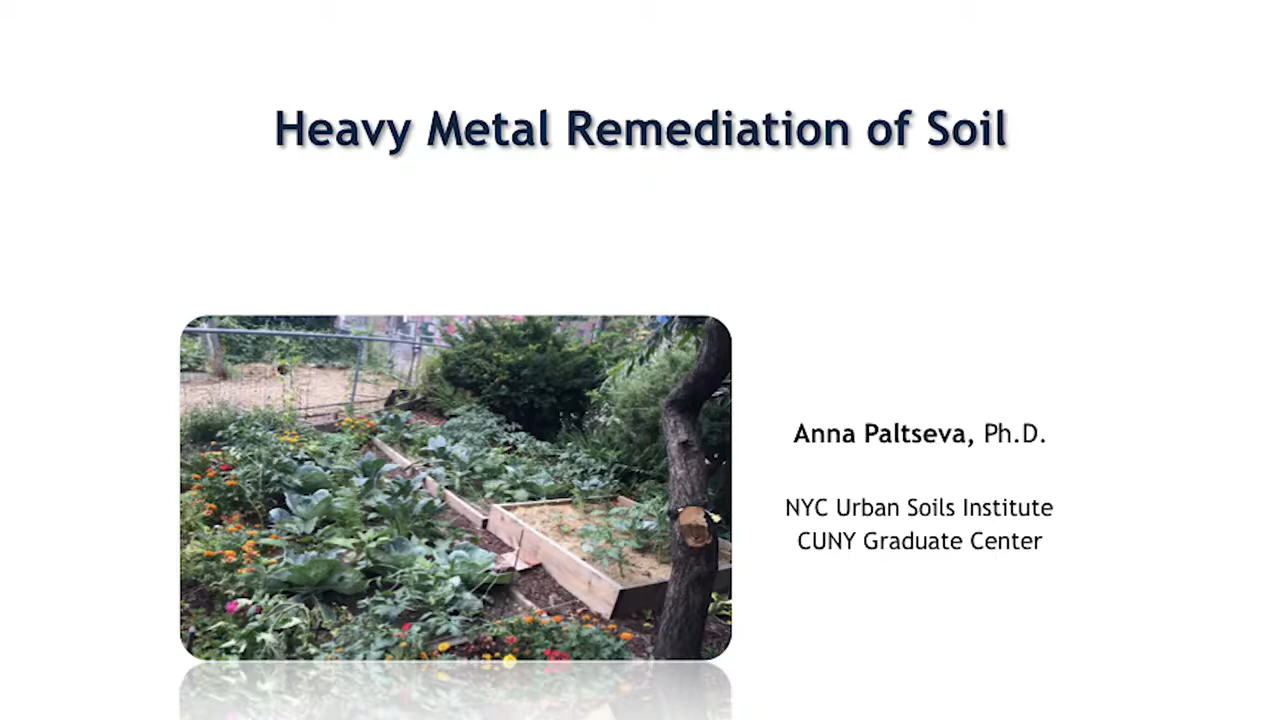 Heavy Metal Remediation of Soil
Anna Paltseva, Ph.D.
NYC Urban Soils Institute
CUNY Graduate Center